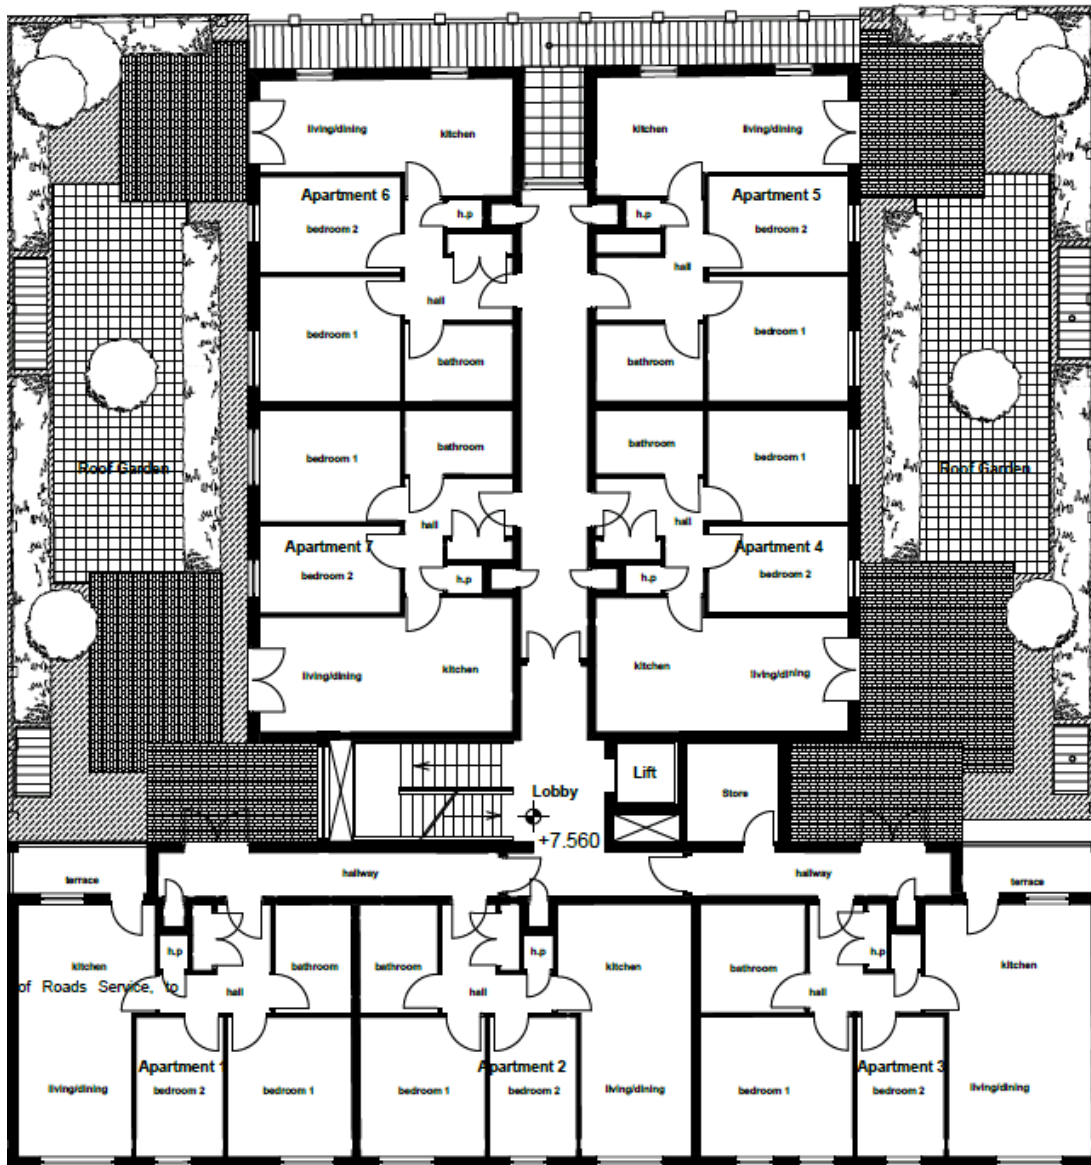 living/dining
kitchen
kitchen
living/dining
Apartment 6
h.p
h.p
Apartment 5
bedroom 2
bedroom 2
hall
hall
bedroom 1
bathroom
bathroom
bedroom 1
bedroom 1
bathroom
bathroom
bedroom 1
Roof Garden
Roof Garden
hall
hall
Apartment 7
Apartment 4
bedroom 2
h.p
h.p
bedroom 2
living/dining
kitchen
kitchen
living/dining
Lift
Lobby
Store
+7.560
hallway
hallway
terrace
terrace
h.p
h.p
h.p
kitchen
bathroom
bathroom
kitchen
bathroom
kitchen
of Roads Service, to
hall
hall
hall
Apartment 1
Apartment 2
Apartment 3
living/dining
bedroom 2
bedroom 1
bedroom 1
bedroom 2
living/dining
bedroom 1
bedroom 2
living/dining